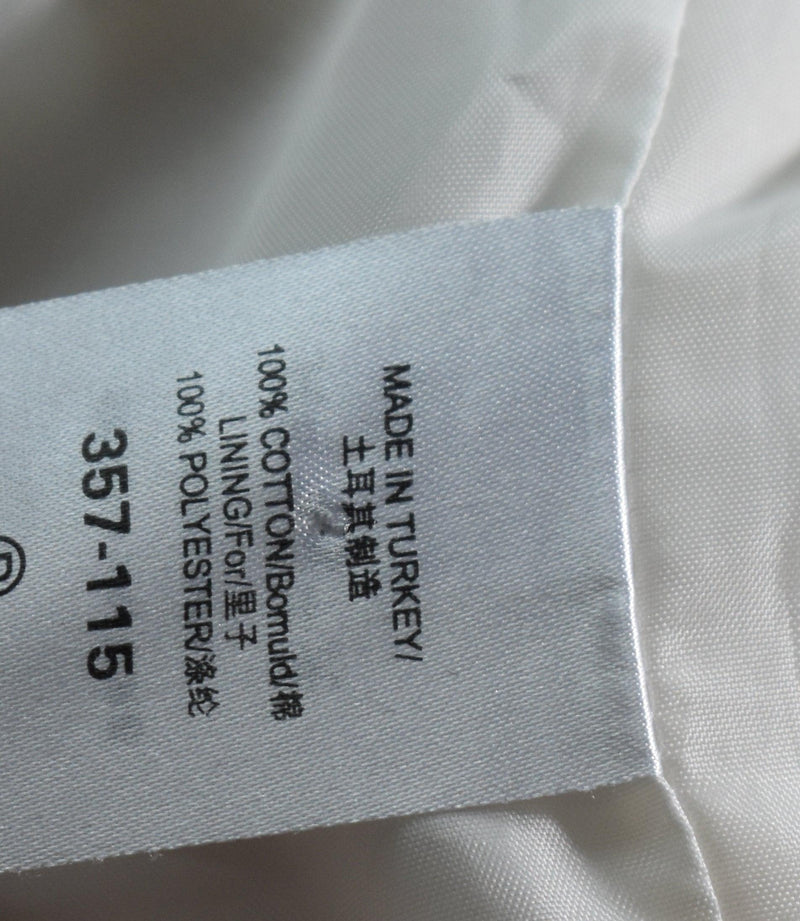 MADE IN TURKEY/
土耳其制造
100% COTTON/Bomuld/棉
LINING/For/里子
100% POLYESTER/涤纶
357-115
P